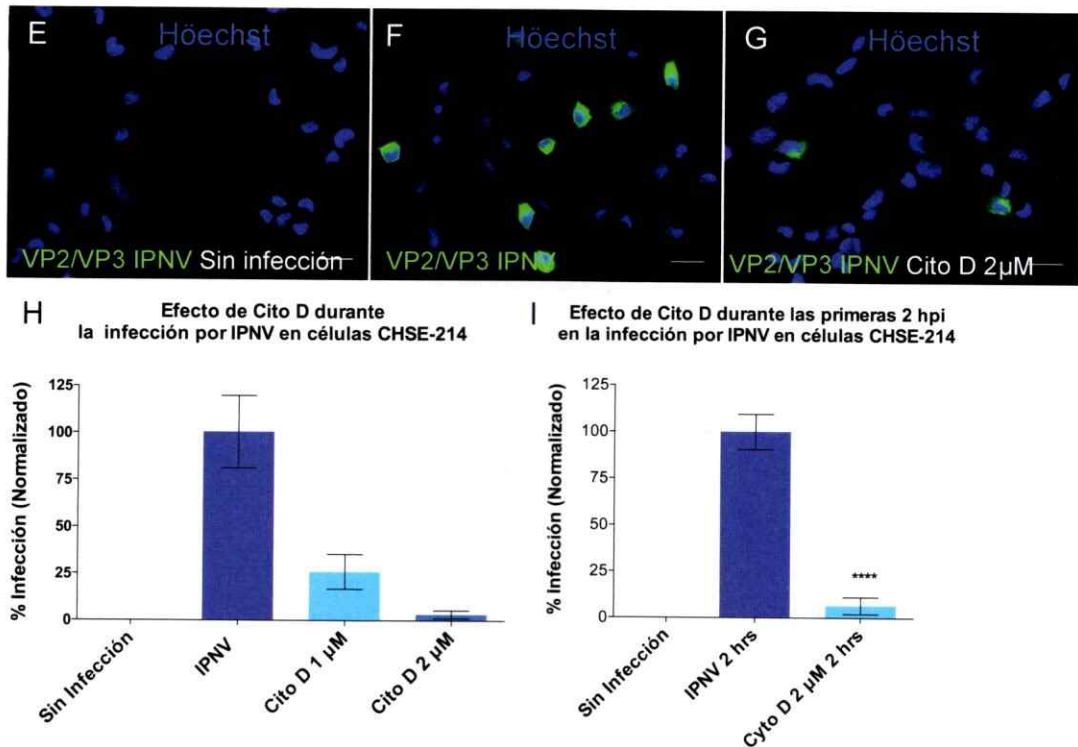 E
Höechst
VP2/VP3 IPNV Sin infección
F
Höechst
VP2/VP3 IPNV
G
Höechst
VP2/VP3 IPNV Cito D 2µM
H
Efecto de Cito D durante
la infección por IPNV en células CHSE-214
% Infección (Normalizado)
125
100
75
50
25
0
Sin Infección
IPNV
Cito D 1 µM
Cito D 2 µM
I
Efecto de Cito D durante las primeras 2 hpi
en la infección por IPNV en células CHSE-214
% Infección (Normalizado)
125
100
75
50
25
0
****
Sin Infección
IPNV 2 hrs
Cyto D 2 µM 2 hrs